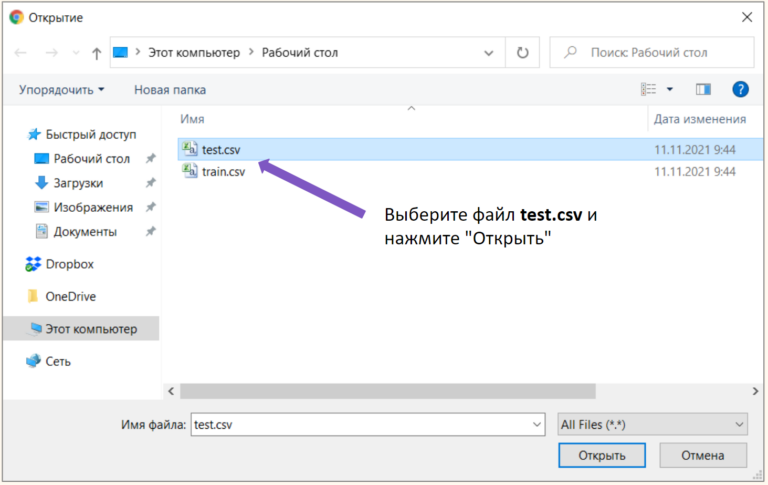 Открытие
Этот компьютер
Рабочий стол
Поиск: Рабочий стол
Упорядочить
Новая папка
?
Имя
Дата изменения
Быстрый доступ
Рабочий стол
Загрузки
Изображения
Документы
Dropbox
OneDrive
Этот компьютер
Сеть
test.csv
11.11.2021 9:44
train.csv
11.11.2021 9:44
Выберите файл test.csv и
нажмите "Открыть"
Имя файла:
test.csv
All Files (*.*)
Открыть
Отмена